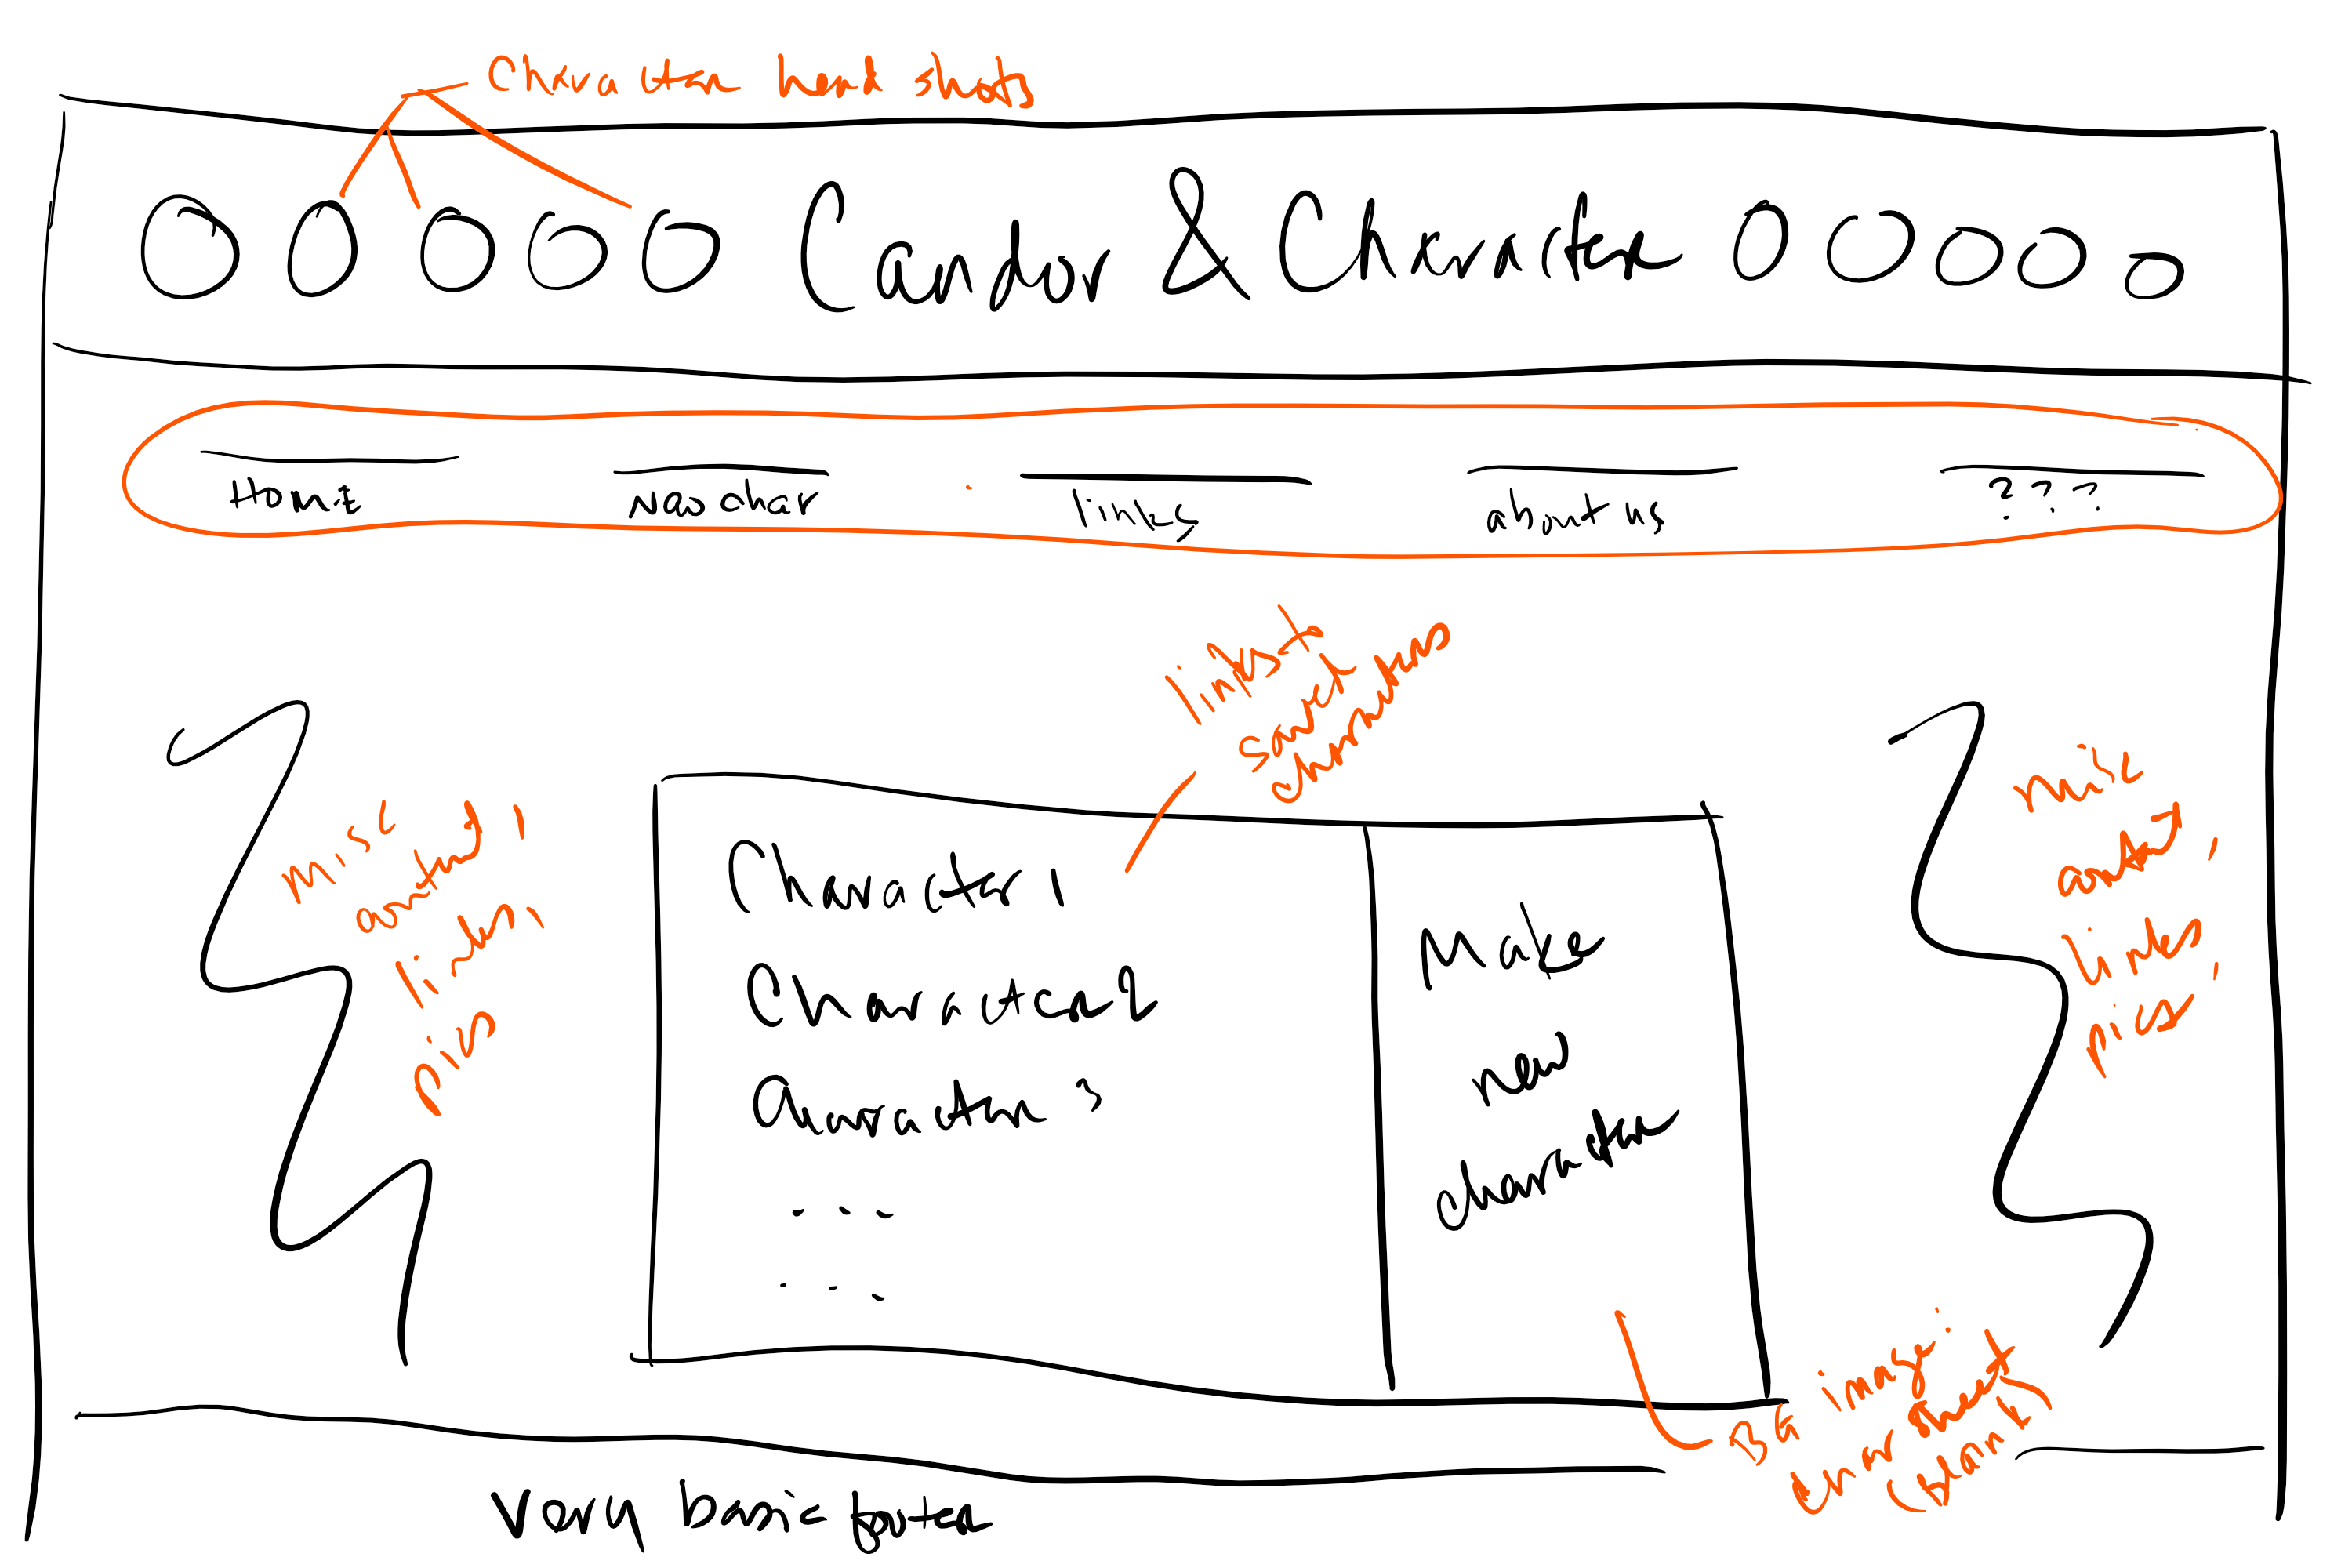 Character head shots
Candor & Character
Home
Navbar
links
about us
???
links to
saved
characters
misc
content,
links,
pics
Character 1
Character 2
Character 3
...
...
Make
new
character
misc
content,
links,
pics
BG image:
char sheet
(blank)
very basic footer